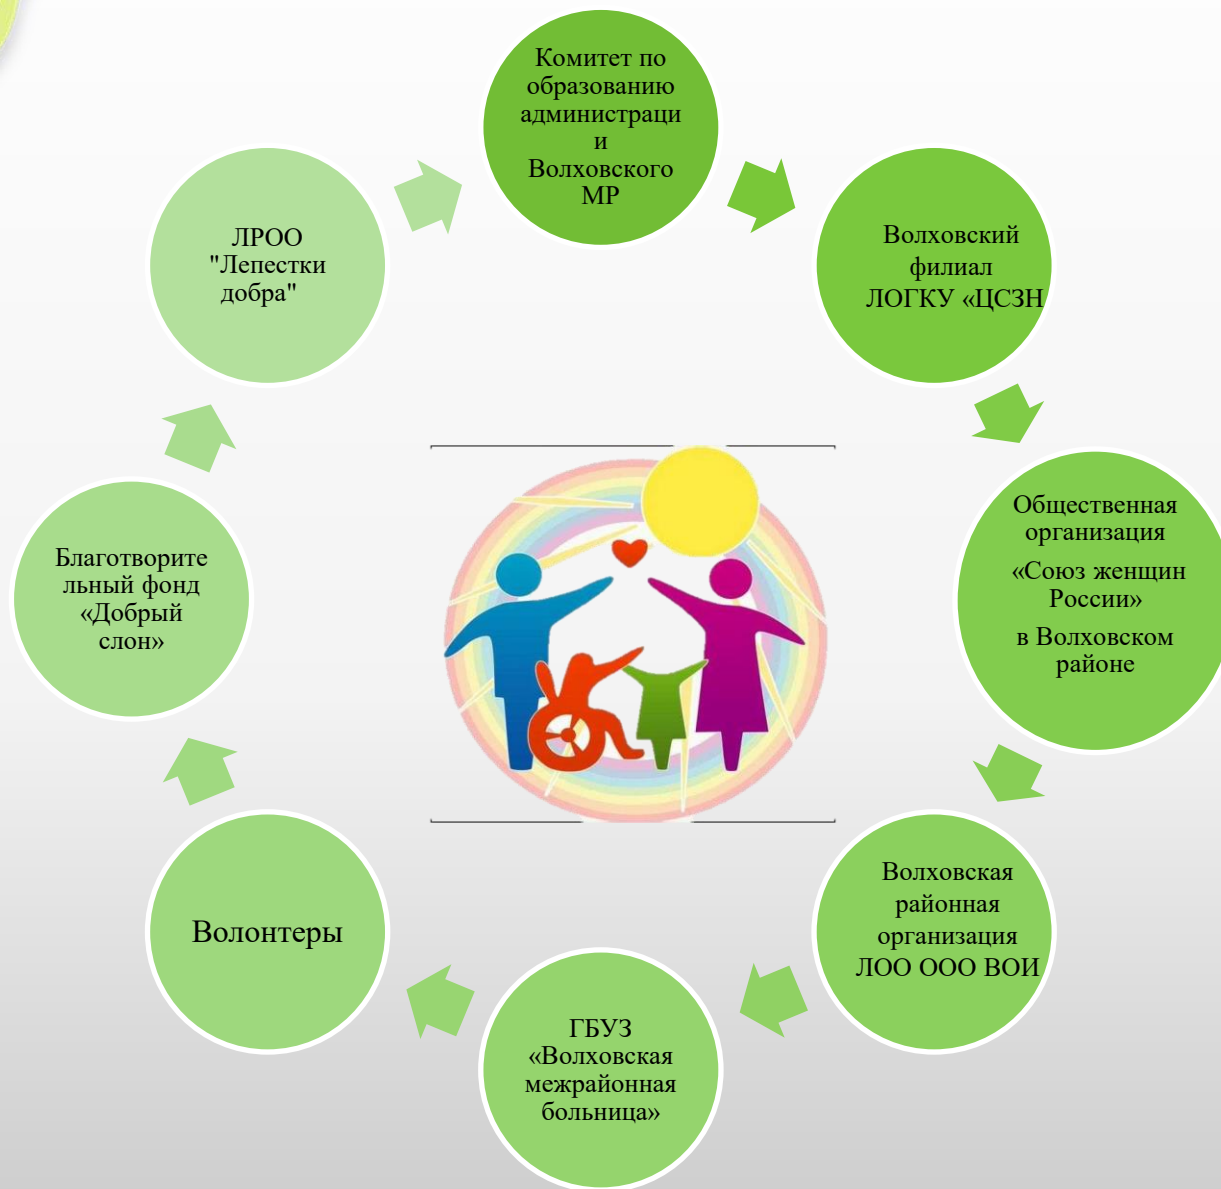 Комитет по
образованию
администраци
и
Волховского
МР
Волховский
филиал
ЛОГКУ «ЦСЗН
Общественная
организация
«Союз женщин
России»
в Волховском
районе
Волховская
районная
организация
ЛОО ООО ВОИ
ГБУЗ
«Волховская
межрайонная
больница»
Волонтеры
Благотворите
льный фонд
«Добрый
слон»
ЛРОО
"Лепестки
добра"